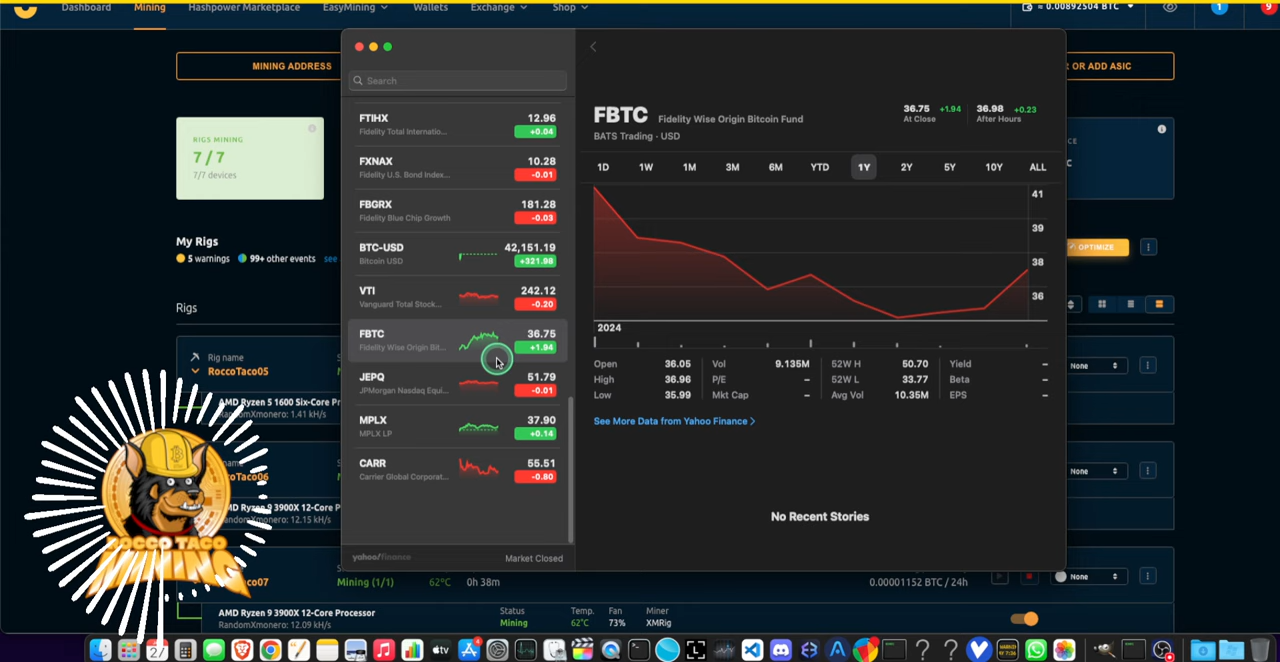 Dashboard Mining Hashpower Marketplace EasyMining Wallets Exchange Shop ≈ 0.00892504 BTC 1 9
MINING ADDRESS
OR ADD ASIC
RIGS MINING
7/7
7/7 devices
My Rigs
5 warnings 99+ other events see
OPTIMIZE
Rigs
Rig name
RoccoTaco05
AMD Ryzen 5 1600 Six-Core Pr
RandomXmonero: 1.41 kH/s
None
RandomXmonero: 12.15 kH/s
None
Mining (1/1) 62°C 0h 38m 0.00001152 BTC / 24h None
AMD Ryzen 9 3900X 12-Core Processor
RandomXmonero: 12.09 kH/s
Status Temp. Fan Miner
Mining 62°C 73% XMRig
Search
FTIHX 12.96
Fidelity Total Internatio... +0.04
FXNAX 10.28
Fidelity U.S. Bond Index... -0.01
FBGRX 181.28
Fidelity Blue Chip Growth -0.03
BTC-USD 42,151.19
Bitcoin USD +321.98
VTI 242.12
Vanguard Total Stock... -0.20
FBTC 36.75
Fidelity Wise Origin Bit... +1.94
JEPQ 51.79
JPMorgan Nasdaq Equi... -0.01
MPLX 37.90
MPLX LP +0.14
CARR 55.51
Carrier Global Corporat... -0.80
yahoo!finance Market Closed
FBTC Fidelity Wise Origin Bitcoin Fund
BATS Trading · USD
36.75 +1.94 36.98 +0.23
At Close After Hours
1D 1W 1M 3M 6M YTD 1Y 2Y 5Y 10Y ALL
41
39
38
36
2024
Open 36.05 Vol 9.135M 52W H 50.70 Yield –
High 36.96 P/E – 52W L 33.77 Beta –
Low 35.99 Mkt Cap – Avg Vol 10.35M EPS –
See More Data from Yahoo Finance >
No Recent Stories
ROCCO TACO
MINING